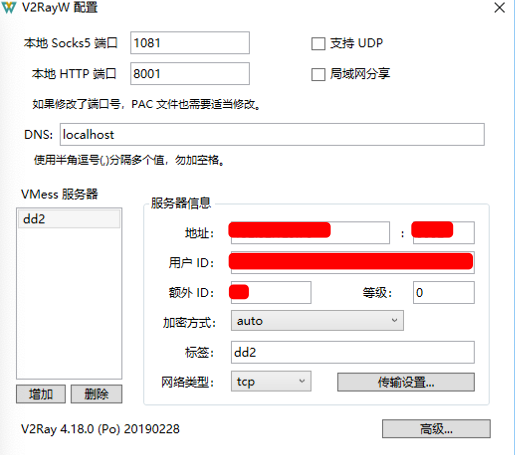 V2RayW 配置
本地 Socks5 端口 1081 支持 UDP
本地 HTTP 端口 8001 局域网分享
如果修改了端口号，PAC 文件也需要适当修改。
DNS: localhost
使用半角逗号(,)分隔多个值，勿加空格。
VMess 服务器
dd2
增加 删除
服务器信息
地址: :
用户 ID:
额外 ID: 等级: 0
加密方式: auto
标签: dd2
网络类型: tcp 传输设置...
V2Ray 4.18.0 (Po) 20190228 高级...